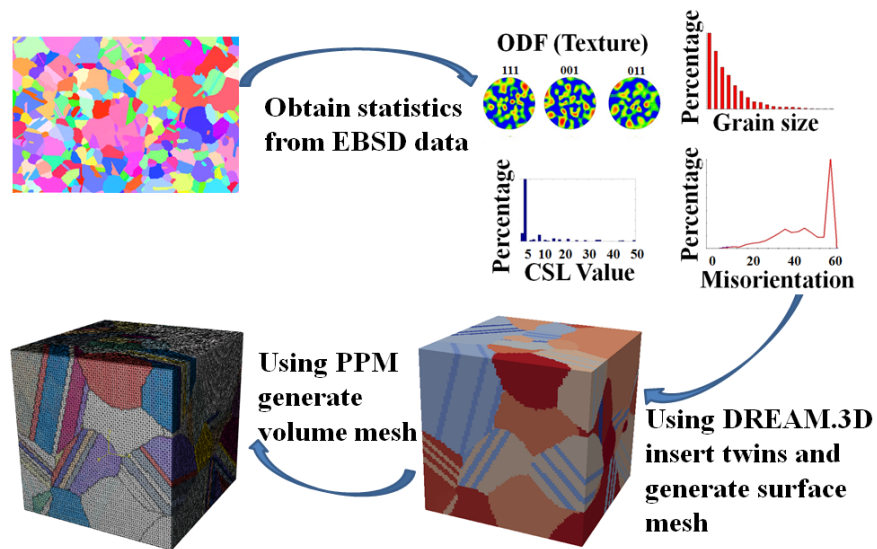 ODF (Texture)
111 001 011
Obtain statistics
from EBSD data
Percentage
Grain size
Percentage
5 10 20 30 40 50
CSL Value
Percentage
0 20 40 60
Misorientation
Using PPM
generate
volume mesh
Using DREAM.3D
insert twins and
generate surface
mesh